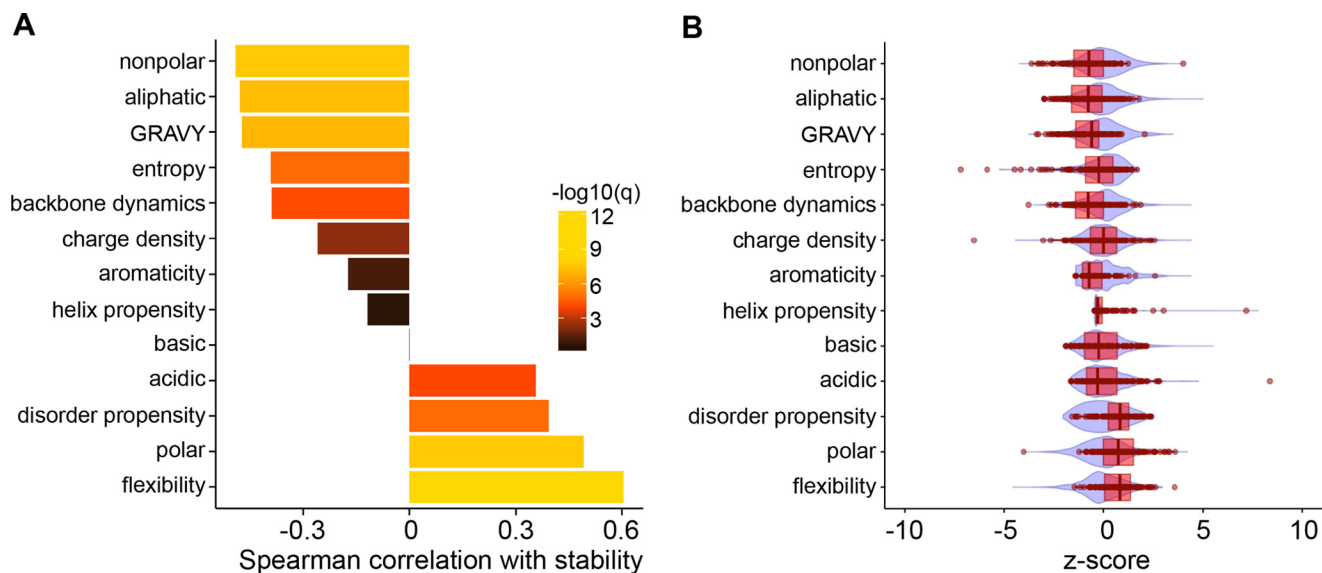 A
nonpolar
aliphatic
GRAVY
entropy
backbone dynamics
charge density
aromaticity
helix propensity
basic
acidic
disorder propensity
polar
flexibility
-0.3 0 0.3 0.6
Spearman correlation with stability
-log10(q)
12
9
6
3
B
nonpolar
aliphatic
GRAVY
entropy
backbone dynamics
charge density
aromaticity
helix propensity
basic
acidic
disorder propensity
polar
flexibility
-10 -5 0 5 10
z-score